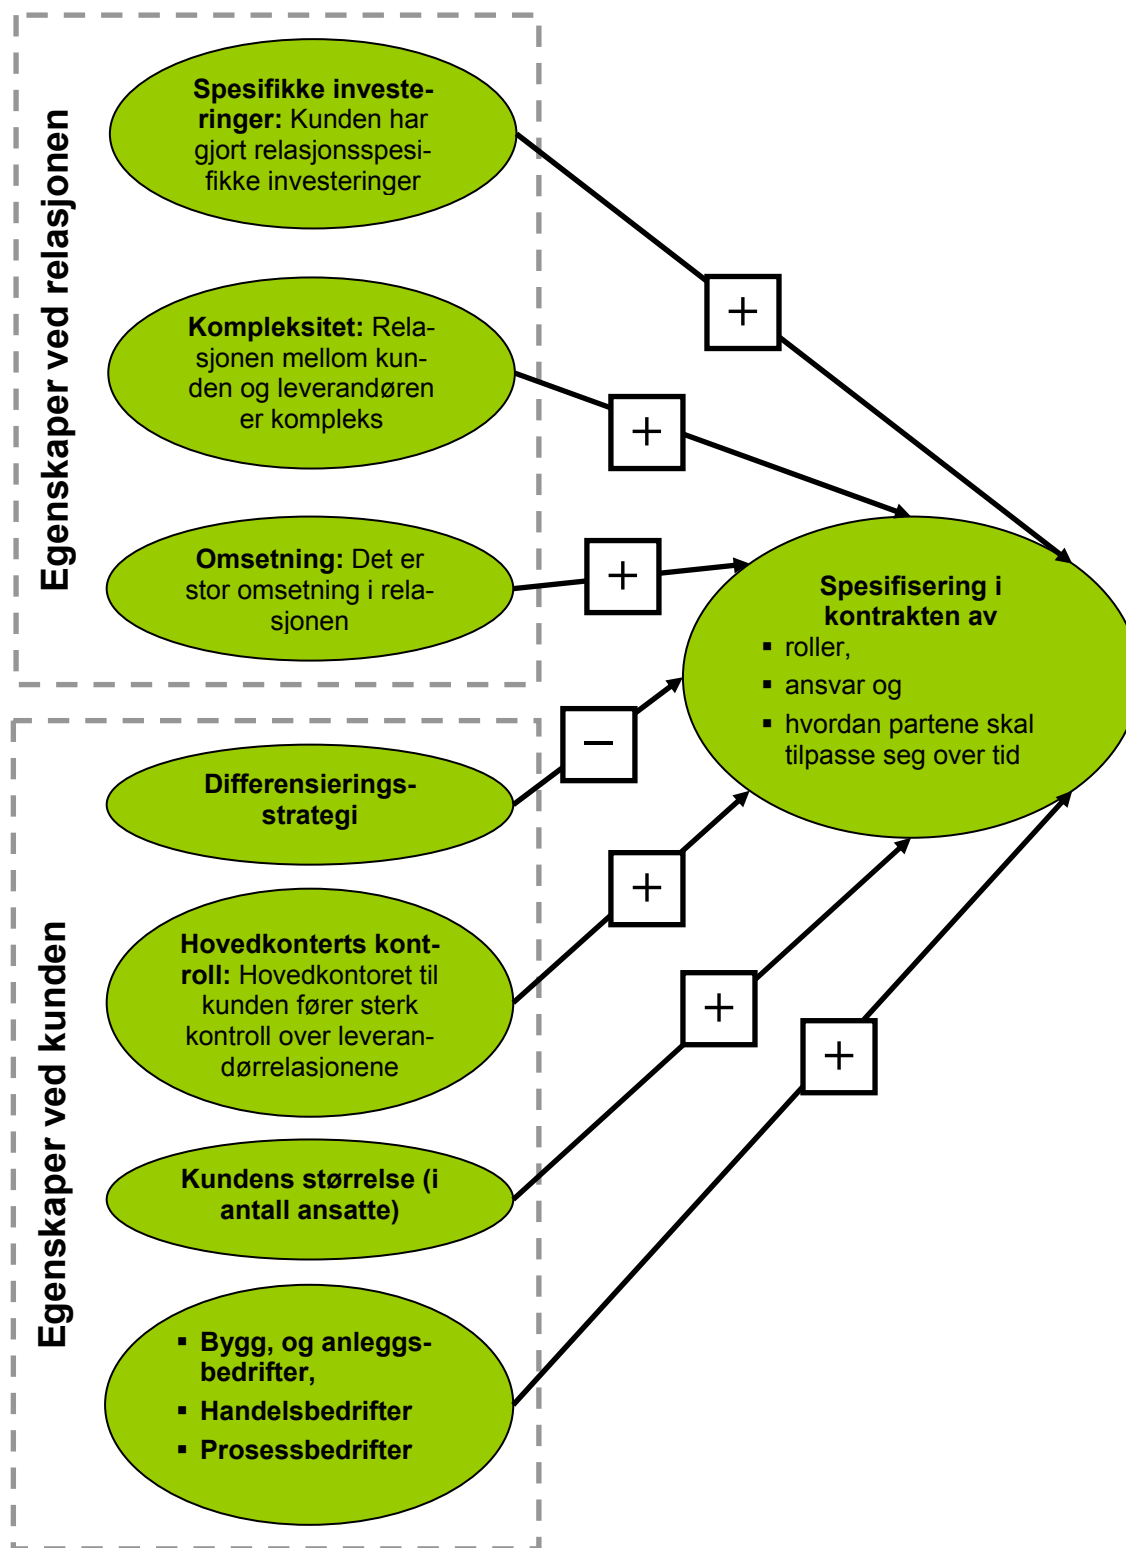 Egenskaper ved relasjonen
Spesifikke investe-
ringer: Kunden har
gjort relasjonsspesi-
fikke investeringer
+
Kompleksitet: Rela-
sjonen mellom kun-
den og leverandøren
er kompleks
+
Omsetning: Det er
stor omsetning i rela-
sjonen
+
Spesifisering i
kontrakten av
▪ roller,
▪ ansvar og
▪ hvordan partene skal
tilpasse seg over tid
Egenskaper ved kunden
Differensierings-
strategi
−
Hovedkonterts kont-
roll: Hovedkontoret til
kunden fører sterk
kontroll over leveran-
dørrelasjonene
+
Kundens størrelse (i
antall ansatte)
+
▪ Bygg, og anleggs-
bedrifter,
▪ Handelsbedrifter
▪ Prosessbedrifter
+